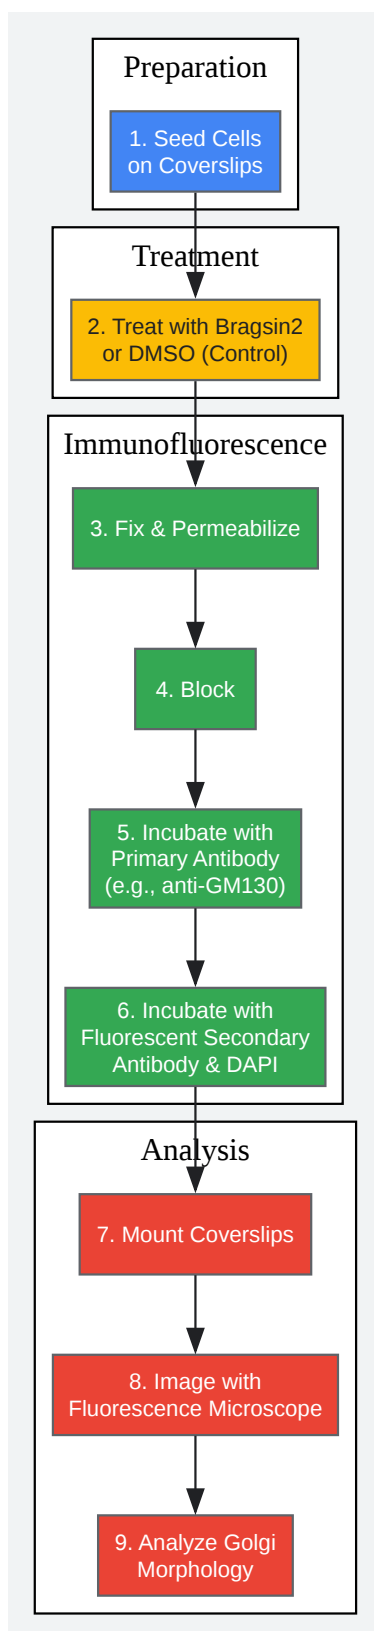 Preparation
1. Seed Cells
on Coverslips
Treatment
2. Treat with Bragsin2
or DMSO (Control)
Immunofluorescence
3. Fix & Permeabilize
4. Block
5. Incubate with
Primary Antibody
(e.g., anti-GM130)
6. Incubate with
Fluorescent Secondary
Antibody & DAPI
Analysis
7. Mount Coverslips
8. Image with
Fluorescence Microscope
9. Analyze Golgi
Morphology